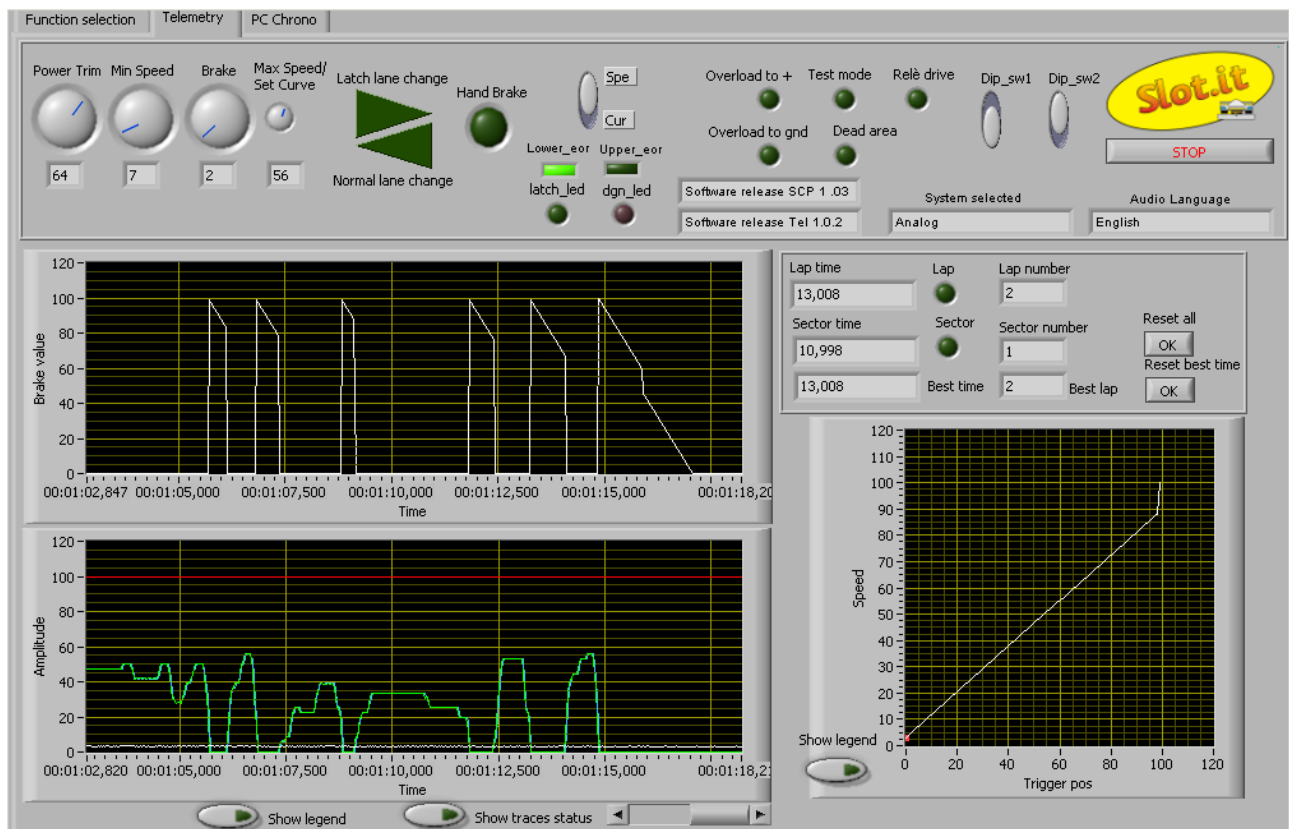 Function selection Telemetry PC Chrono
Power Trim Min Speed Brake Max Speed/
Set Curve
64 7 2 56
Latch lane change
Normal lane change
Hand Brake
Spe
Cur
Lower_eor Upper_eor
latch_led dgn_led
Overload to + Test mode Relè drive Dip_sw1 Dip_sw2
Overload to gnd Dead area
Software release SCP 1 .03
Software release Tel 1.0.2
System selected
Analog
Slot.it
STOP
Audio Language
English
120
100
80
60
40
20
0
Brake value
00:01:02,847 00:01:05,000 00:01:07,500 00:01:10,000 00:01:12,500 00:01:15,000 00:01:18,20
Time
Lap time Lap Lap number
13,008 2
Sector time Sector Sector number
10,998 1
13,008 Best time 2 Best lap
Reset all
OK
Reset best time
OK
120
100
80
60
40
20
0
Amplitude
00:01:02,820 00:01:05,000 00:01:07,500 00:01:10,000 00:01:12,500 00:01:15,000 00:01:18,21
Time
Show legend Show traces status
120
110
100
90
80
70
60
50
40
30
20
10
0
Speed
0 20 40 60 80 100 120
Trigger pos
Show legend